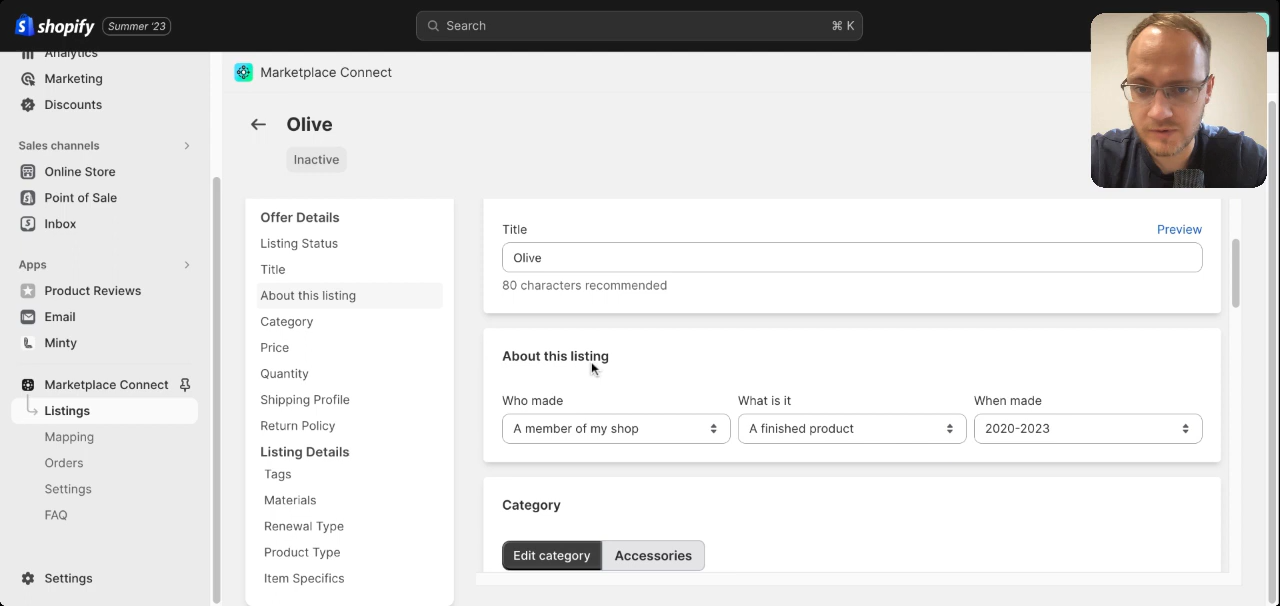 shopify Summer '23
Search ⌘ K
Analytics
Marketing
Discounts
Sales channels
Online Store
Point of Sale
Inbox
Apps
Product Reviews
Email
Minty
Marketplace Connect
Listings
Mapping
Orders
Settings
FAQ
Settings
Marketplace Connect
Olive
Inactive
Offer Details
Listing Status
Title
About this listing
Category
Price
Quantity
Shipping Profile
Return Policy
Listing Details
Tags
Materials
Renewal Type
Product Type
Item Specifics
Title Preview
Olive
80 characters recommended
About this listing
Who made What is it When made
A member of my shop A finished product 2020-2023
Category
Edit category Accessories